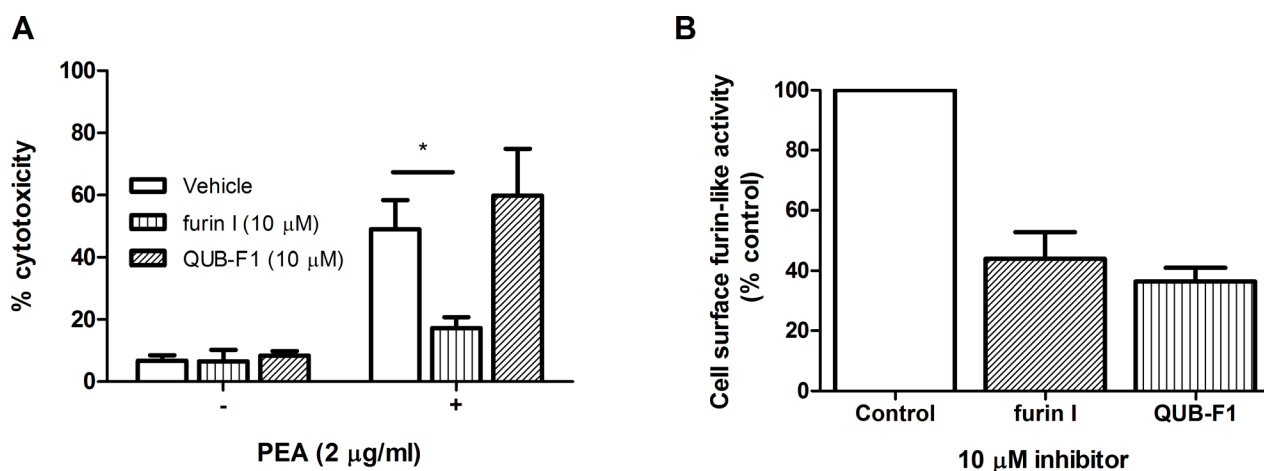 A
% cytotoxicity
100
80
60
40
20
0
Vehicle
furin I (10 μM)
QUB-F1 (10 μM)
*
-
+
PEA (2 μg/ml)
B
Cell surface furin-like activity
(% control)
100
80
60
40
20
0
Control
furin I
QUB-F1
10 μM inhibitor